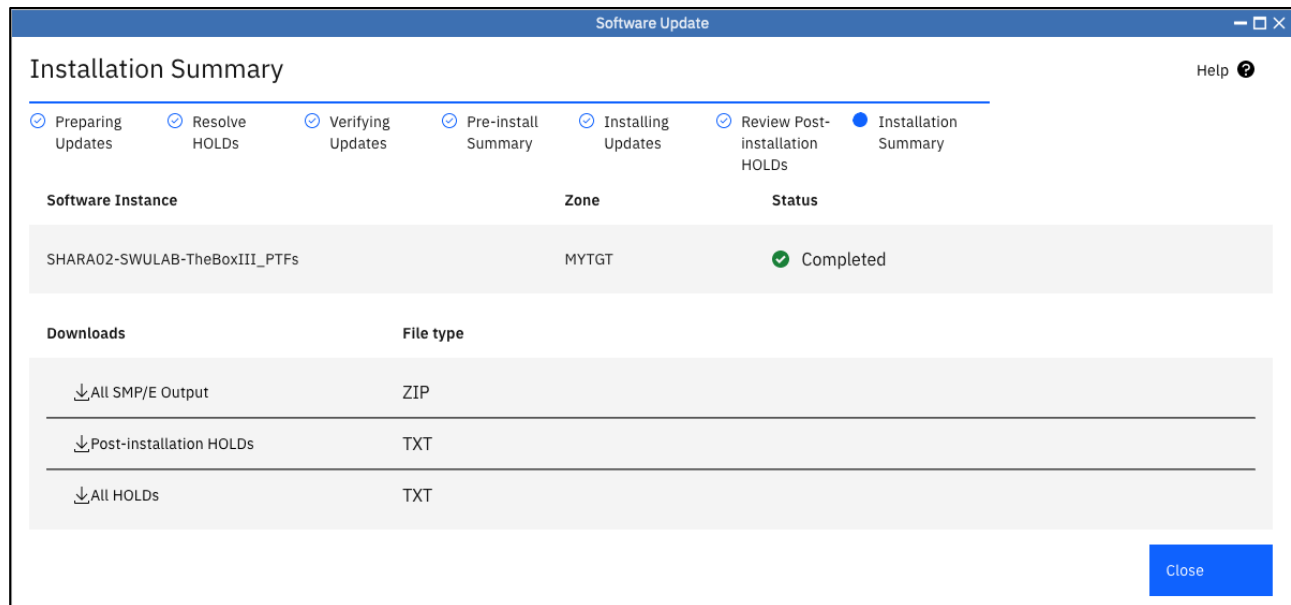 Software Update
Installation Summary
Help
Preparing Updates
Resolve HOLDs
Verifying Updates
Pre-install Summary
Installing Updates
Review Post-installation HOLDs
Installation Summary
Software Instance Zone Status
SHARA02-SWULAB-TheBoxIII_PTFs MYTGT Completed
Downloads File type
All SMP/E Output ZIP
Post-installation HOLDs TXT
All HOLDs TXT
Close